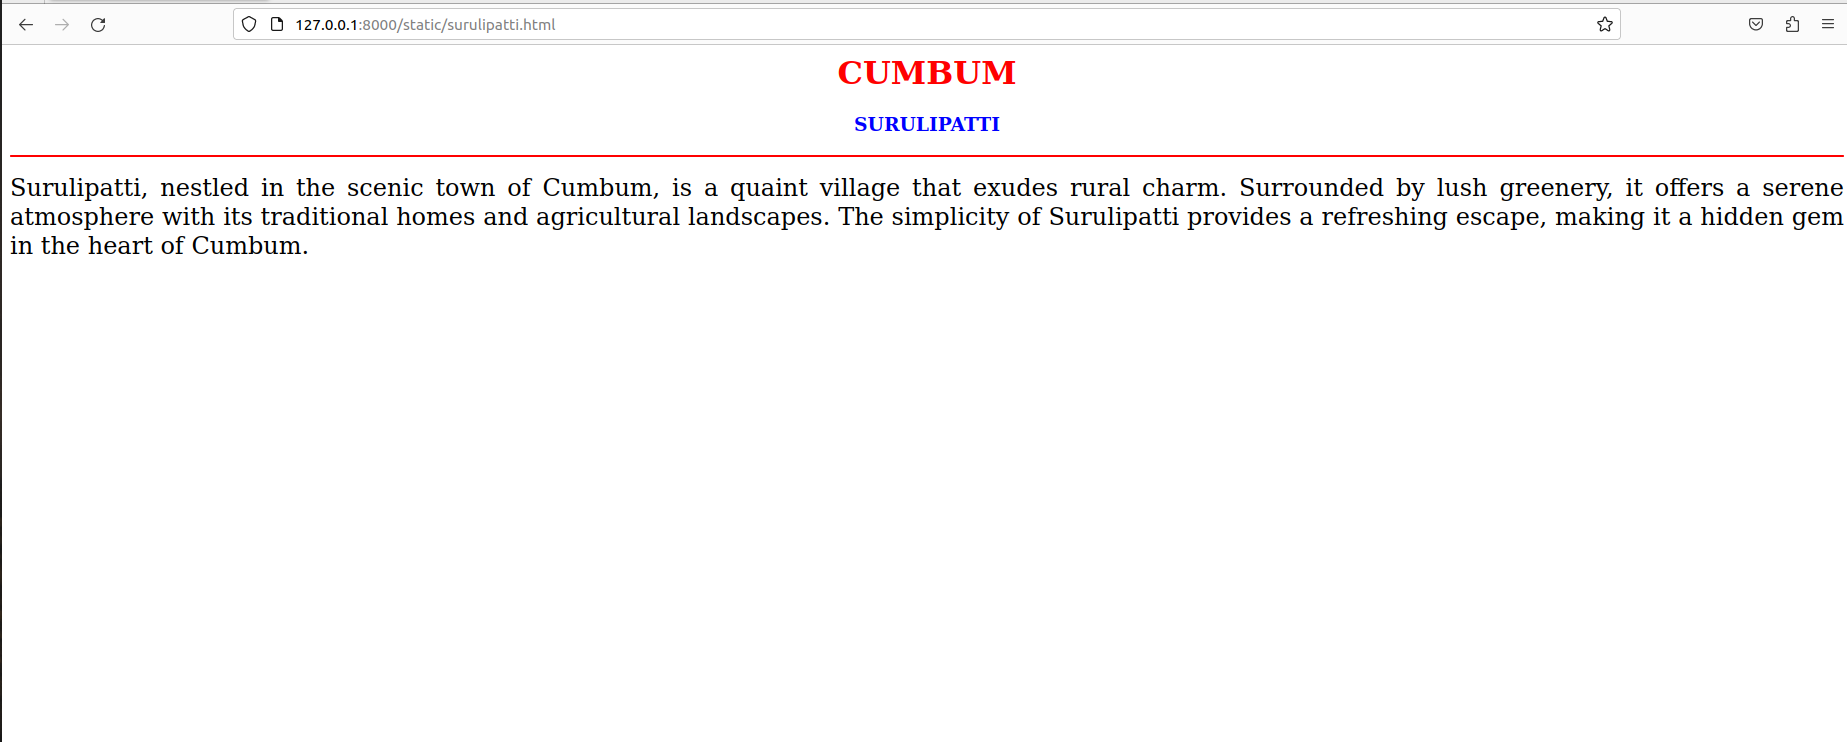 127.0.0.1:8000/static/surulipatti.html
CUMBUM
SURULIPATTI
Surulipatti, nestled in the scenic town of Cumbum, is a quaint village that exudes rural charm. Surrounded by lush greenery, it offers a serene
atmosphere with its traditional homes and agricultural landscapes. The simplicity of Surulipatti provides a refreshing escape, making it a hidden gem
in the heart of Cumbum.